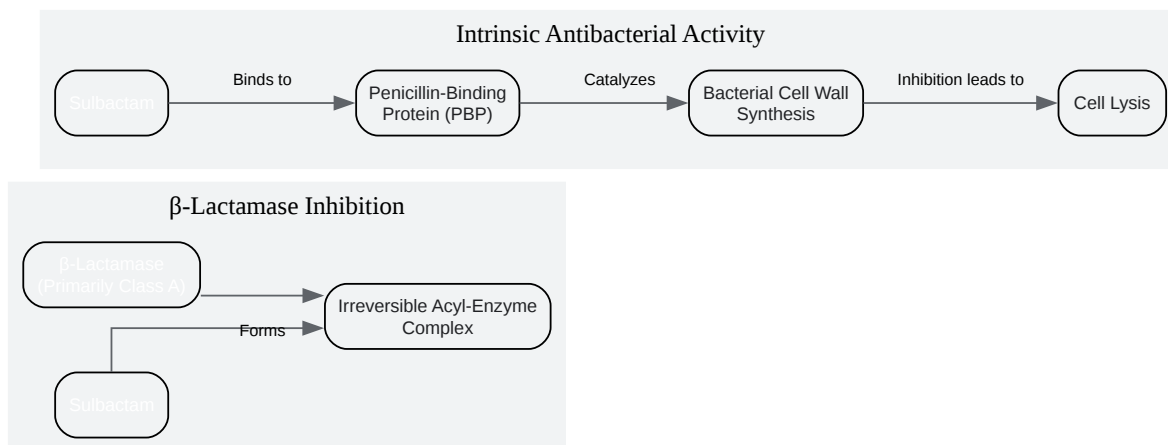 Intrinsic Antibacterial Activity
Sulbactam
Binds to
Penicillin-Binding
Protein (PBP)
Catalyzes
Bacterial Cell Wall
Synthesis
Inhibition leads to
Cell Lysis
β-Lactamase Inhibition
β-Lactamase
(Primarily Class A)
Irreversible Acyl-Enzyme
Complex
Forms
Sulbactam